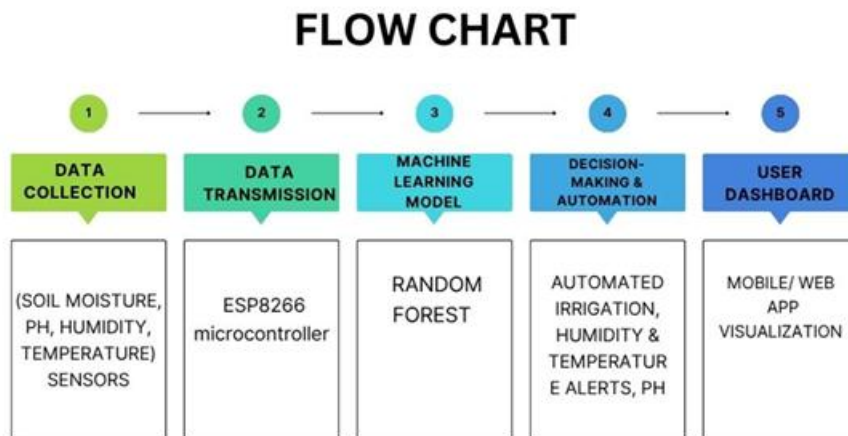 FLOW CHART
1
2
3
4
5
DATA
COLLECTION
DATA
TRANSMISSION
MACHINE
LEARNING
MODEL
DECISION-
MAKING &
AUTOMATION
USER
DASHBOARD
(SOIL MOISTURE,
PH, HUMIDITY,
TEMPERATURE)
SENSORS
ESP8266
microcontroller
RANDOM
FOREST
AUTOMATED
IRRIGATION,
HUMIDITY &
TEMPERATUR
E ALERTS, PH
MOBILE/ WEB
APP
VISUALIZATION